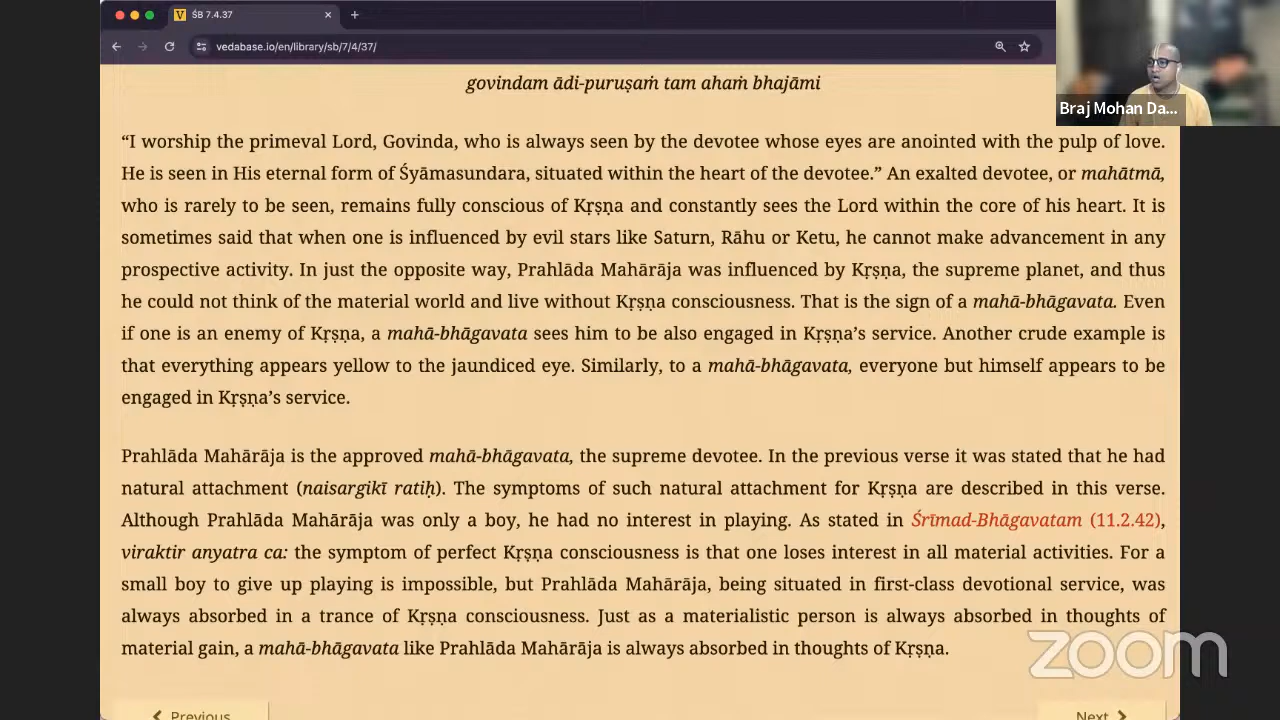 ŚB 7.4.37
vedabase.io/en/library/sb/7/4/37/
Braj Mohan Da...
govindam ādi-puruṣaṁ tam ahaṁ bhajāmi
“I worship the primeval Lord, Govinda, who is always seen by the devotee whose eyes are anointed with the pulp of love.
He is seen in His eternal form of Śyāmasundara, situated within the heart of the devotee.” An exalted devotee, or mahātmā,
who is rarely to be seen, remains fully conscious of Kṛṣṇa and constantly sees the Lord within the core of his heart. It is
sometimes said that when one is influenced by evil stars like Saturn, Rāhu or Ketu, he cannot make advancement in any
prospective activity. In just the opposite way, Prahlāda Mahārāja was influenced by Kṛṣṇa, the supreme planet, and thus
he could not think of the material world and live without Kṛṣṇa consciousness. That is the sign of a mahā-bhāgavata. Even
if one is an enemy of Kṛṣṇa, a mahā-bhāgavata sees him to be also engaged in Kṛṣṇa’s service. Another crude example is
that everything appears yellow to the jaundiced eye. Similarly, to a mahā-bhāgavata, everyone but himself appears to be
engaged in Kṛṣṇa’s service.
Prahlāda Mahārāja is the approved mahā-bhāgavata, the supreme devotee. In the previous verse it was stated that he had
natural attachment (naisargikī ratiḥ). The symptoms of such natural attachment for Kṛṣṇa are described in this verse.
Although Prahlāda Mahārāja was only a boy, he had no interest in playing. As stated in Śrīmad-Bhāgavatam (11.2.42),
viraktir anyatra ca: the symptom of perfect Kṛṣṇa consciousness is that one loses interest in all material activities. For a
small boy to give up playing is impossible, but Prahlāda Mahārāja, being situated in first-class devotional service, was
always absorbed in a trance of Kṛṣṇa consciousness. Just as a materialistic person is always absorbed in thoughts of
material gain, a mahā-bhāgavata like Prahlāda Mahārāja is always absorbed in thoughts of Kṛṣṇa.
zoom
Previous
Next